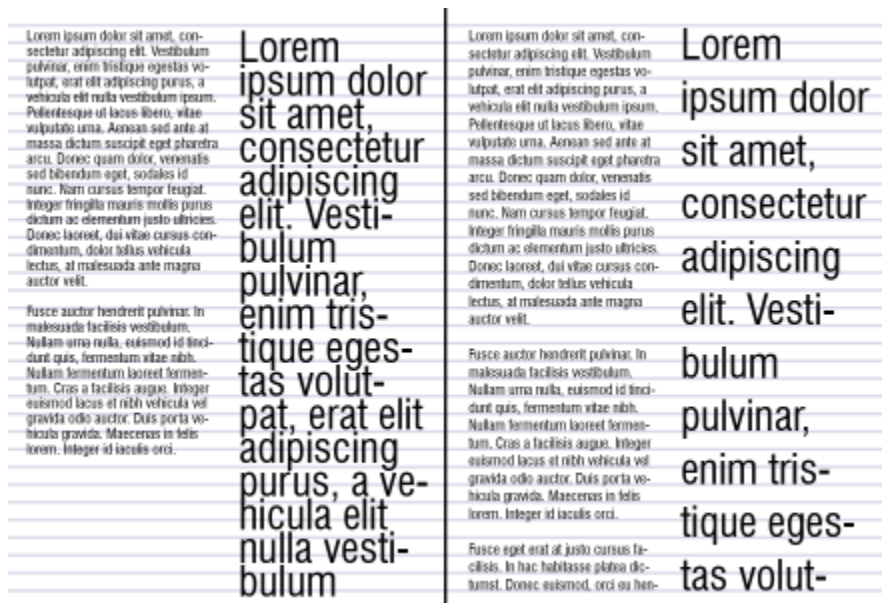 Lorem ipsum dolor sit amet, con-
sectetur adipiscing elit. Vestibulum
pulvinar, enim tristique egestas vo-
lutpat, erat elit adipiscing purus, a
vehicula elit nulla vestibulum ipsum.
Pellentesque ut lacus libero, vitae
vulputate urna. Aenean sed ante at
massa dictum suscipit eget pharetra
arcu. Donec quam dolor, venenatis
sed bibendum eget, sodales id
nunc. Nam cursus tempor feugiat.
Integer fringilla mauris mollis purus
dictum ac elementum justo ultricies.
Donec laoreet, dui vitae cursus con-
dimentum, dolor tellus vehicula
lectus, at malesuada ante magna
auctor velit.
Fusce auctor hendrerit pulvinar. In
malesuada facilisis vestibulum.
Nullam urna nulla, euismod id tinci-
dunt quis, fermentum vitae nibh.
Nullam fermentum laoreet fermen-
tum. Cras a facilisis augue. Integer
euismod lacus et nibh vehicula vel
gravida odio auctor. Duis porta ve-
hicula gravida. Maecenas in felis
lorem. Integer id iaculis orci.
Lorem
ipsum dolor
sit amet,
consectetur
adipiscing
elit. Vesti-
bulum
pulvinar,
enim tris-
tique eges-
tas volut-
pat, erat elit
adipiscing
purus, a ve-
hicula elit
nulla vesti-
bulum
Lorem ipsum dolor sit amet, con-
sectetur adipiscing elit. Vestibulum
pulvinar, enim tristique egestas vo-
lutpat, erat elit adipiscing purus, a
vehicula elit nulla vestibulum ipsum.
Pellentesque ut lacus libero, vitae
vulputate urna. Aenean sed ante at
massa dictum suscipit eget pharetra
arcu. Donec quam dolor, venenatis
sed bibendum eget, sodales id
nunc. Nam cursus tempor feugiat.
Integer fringilla mauris mollis purus
dictum ac elementum justo ultricies.
Donec laoreet, dui vitae cursus con-
dimentum, dolor tellus vehicula
lectus, at malesuada ante magna
auctor velit.
Fusce auctor hendrerit pulvinar. In
malesuada facilisis vestibulum.
Nullam urna nulla, euismod id tinci-
dunt quis, fermentum vitae nibh.
Nullam fermentum laoreet fermen-
tum. Cras a facilisis augue. Integer
euismod lacus et nibh vehicula vel
gravida odio auctor. Duis porta ve-
hicula gravida. Maecenas in felis
lorem. Integer id iaculis orci.
Fusce eget erat at justo cursus fa-
cilisis. In hac habitasse platea dic-
tumst. Donec euismod, orci eu hen-
Lorem
ipsum dolor
sit amet,
consectetur
adipiscing
elit. Vesti-
bulum
pulvinar,
enim tris-
tique eges-
tas volut-